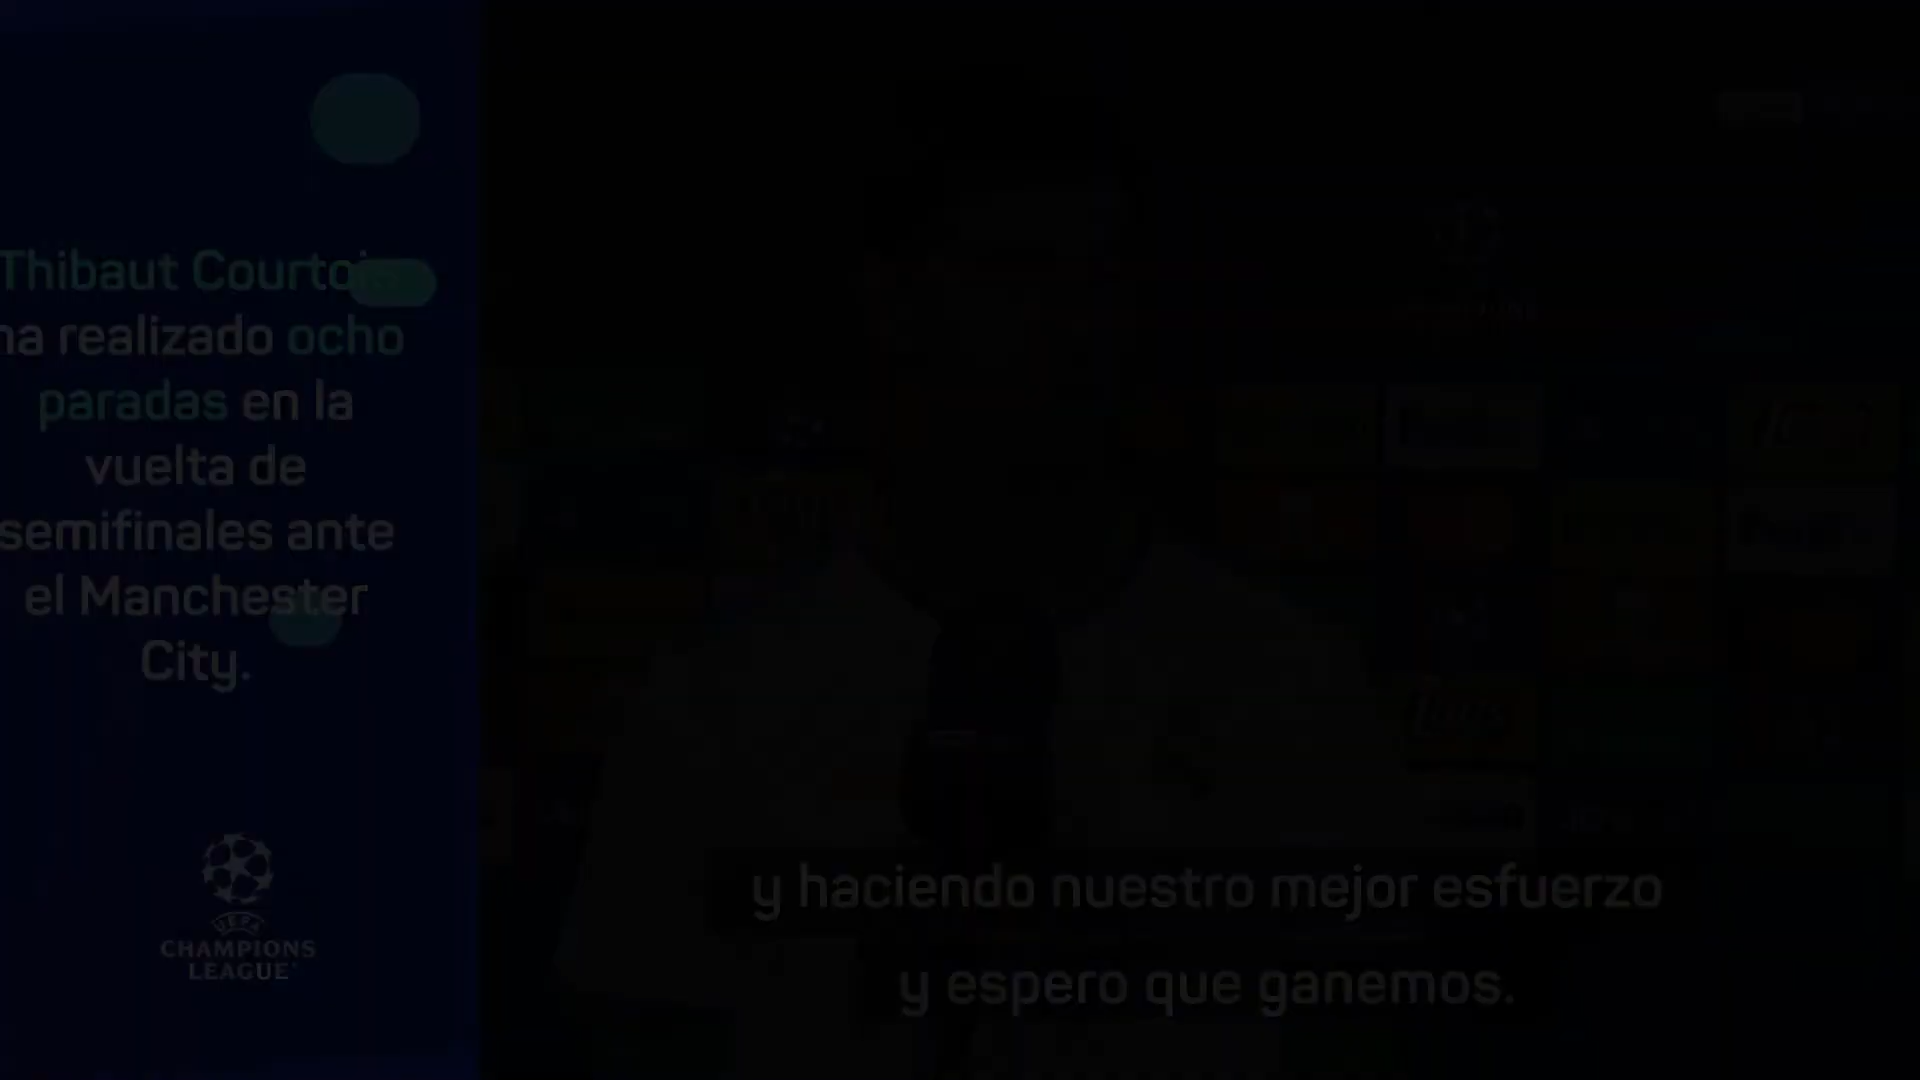 Thibaut Courtois
ha realizado ocho
paradas en la
vuelta de
semifinales ante
el Manchester
City.
UEFA
CHAMPIONS
LEAGUE
y haciendo nuestro mejor esfuerzo
y espero que ganemos.